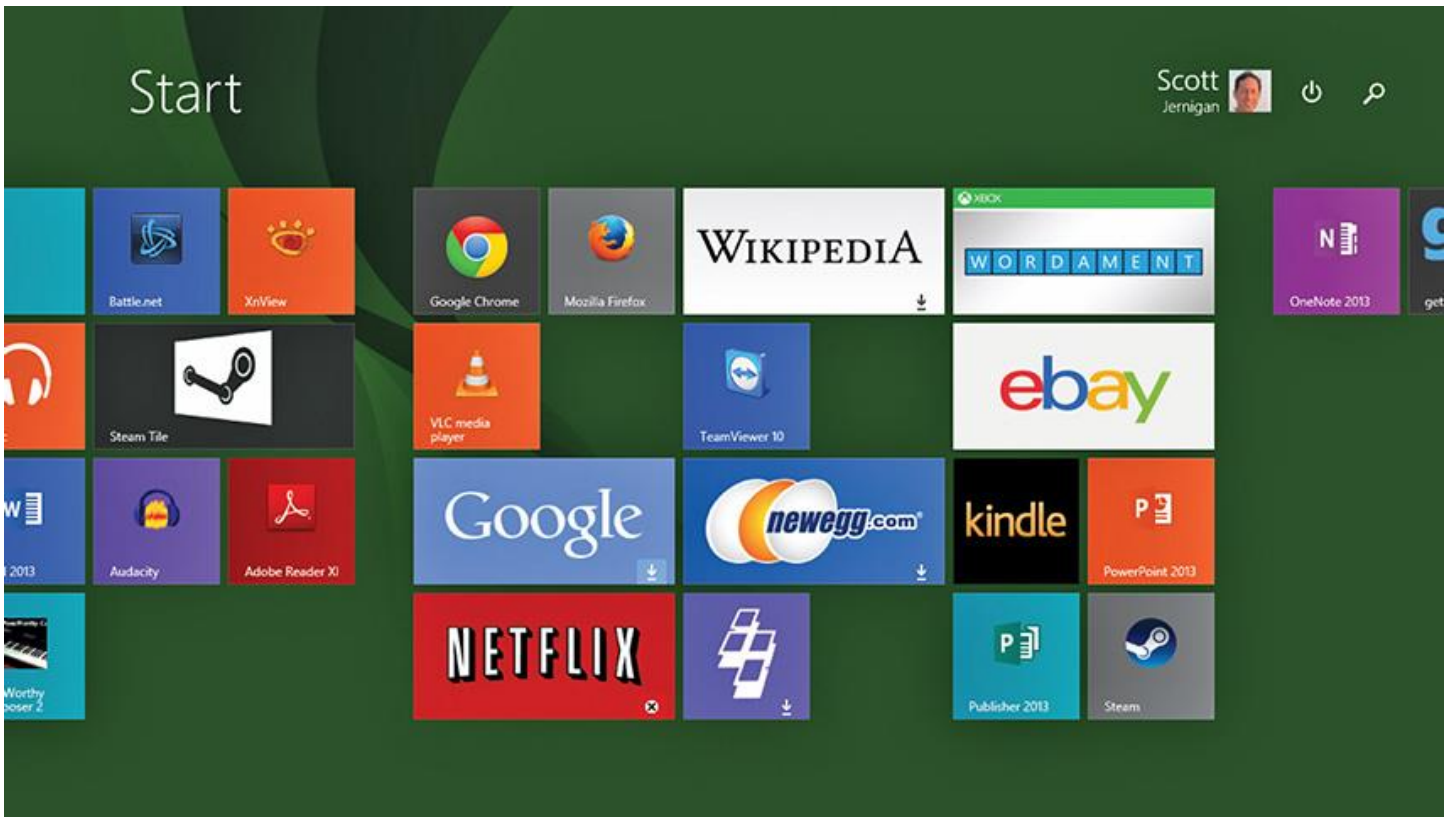 Start
Scott
Jernigan
Battle.net
XnView
Google Chrome
Mozilla Firefox
WIKIPEDIA
XBOX
WORDAMENT
N
OneNote 2013
g
get
c
Steam Tile
VLC media
player
TeamViewer 10
ebay
W
2013
Audacity
Adobe Reader XI
Google
newegg.com
kindle
P
PowerPoint 2013
Worthy
poser 2
NETFLIX
P
Publisher 2013
Steam